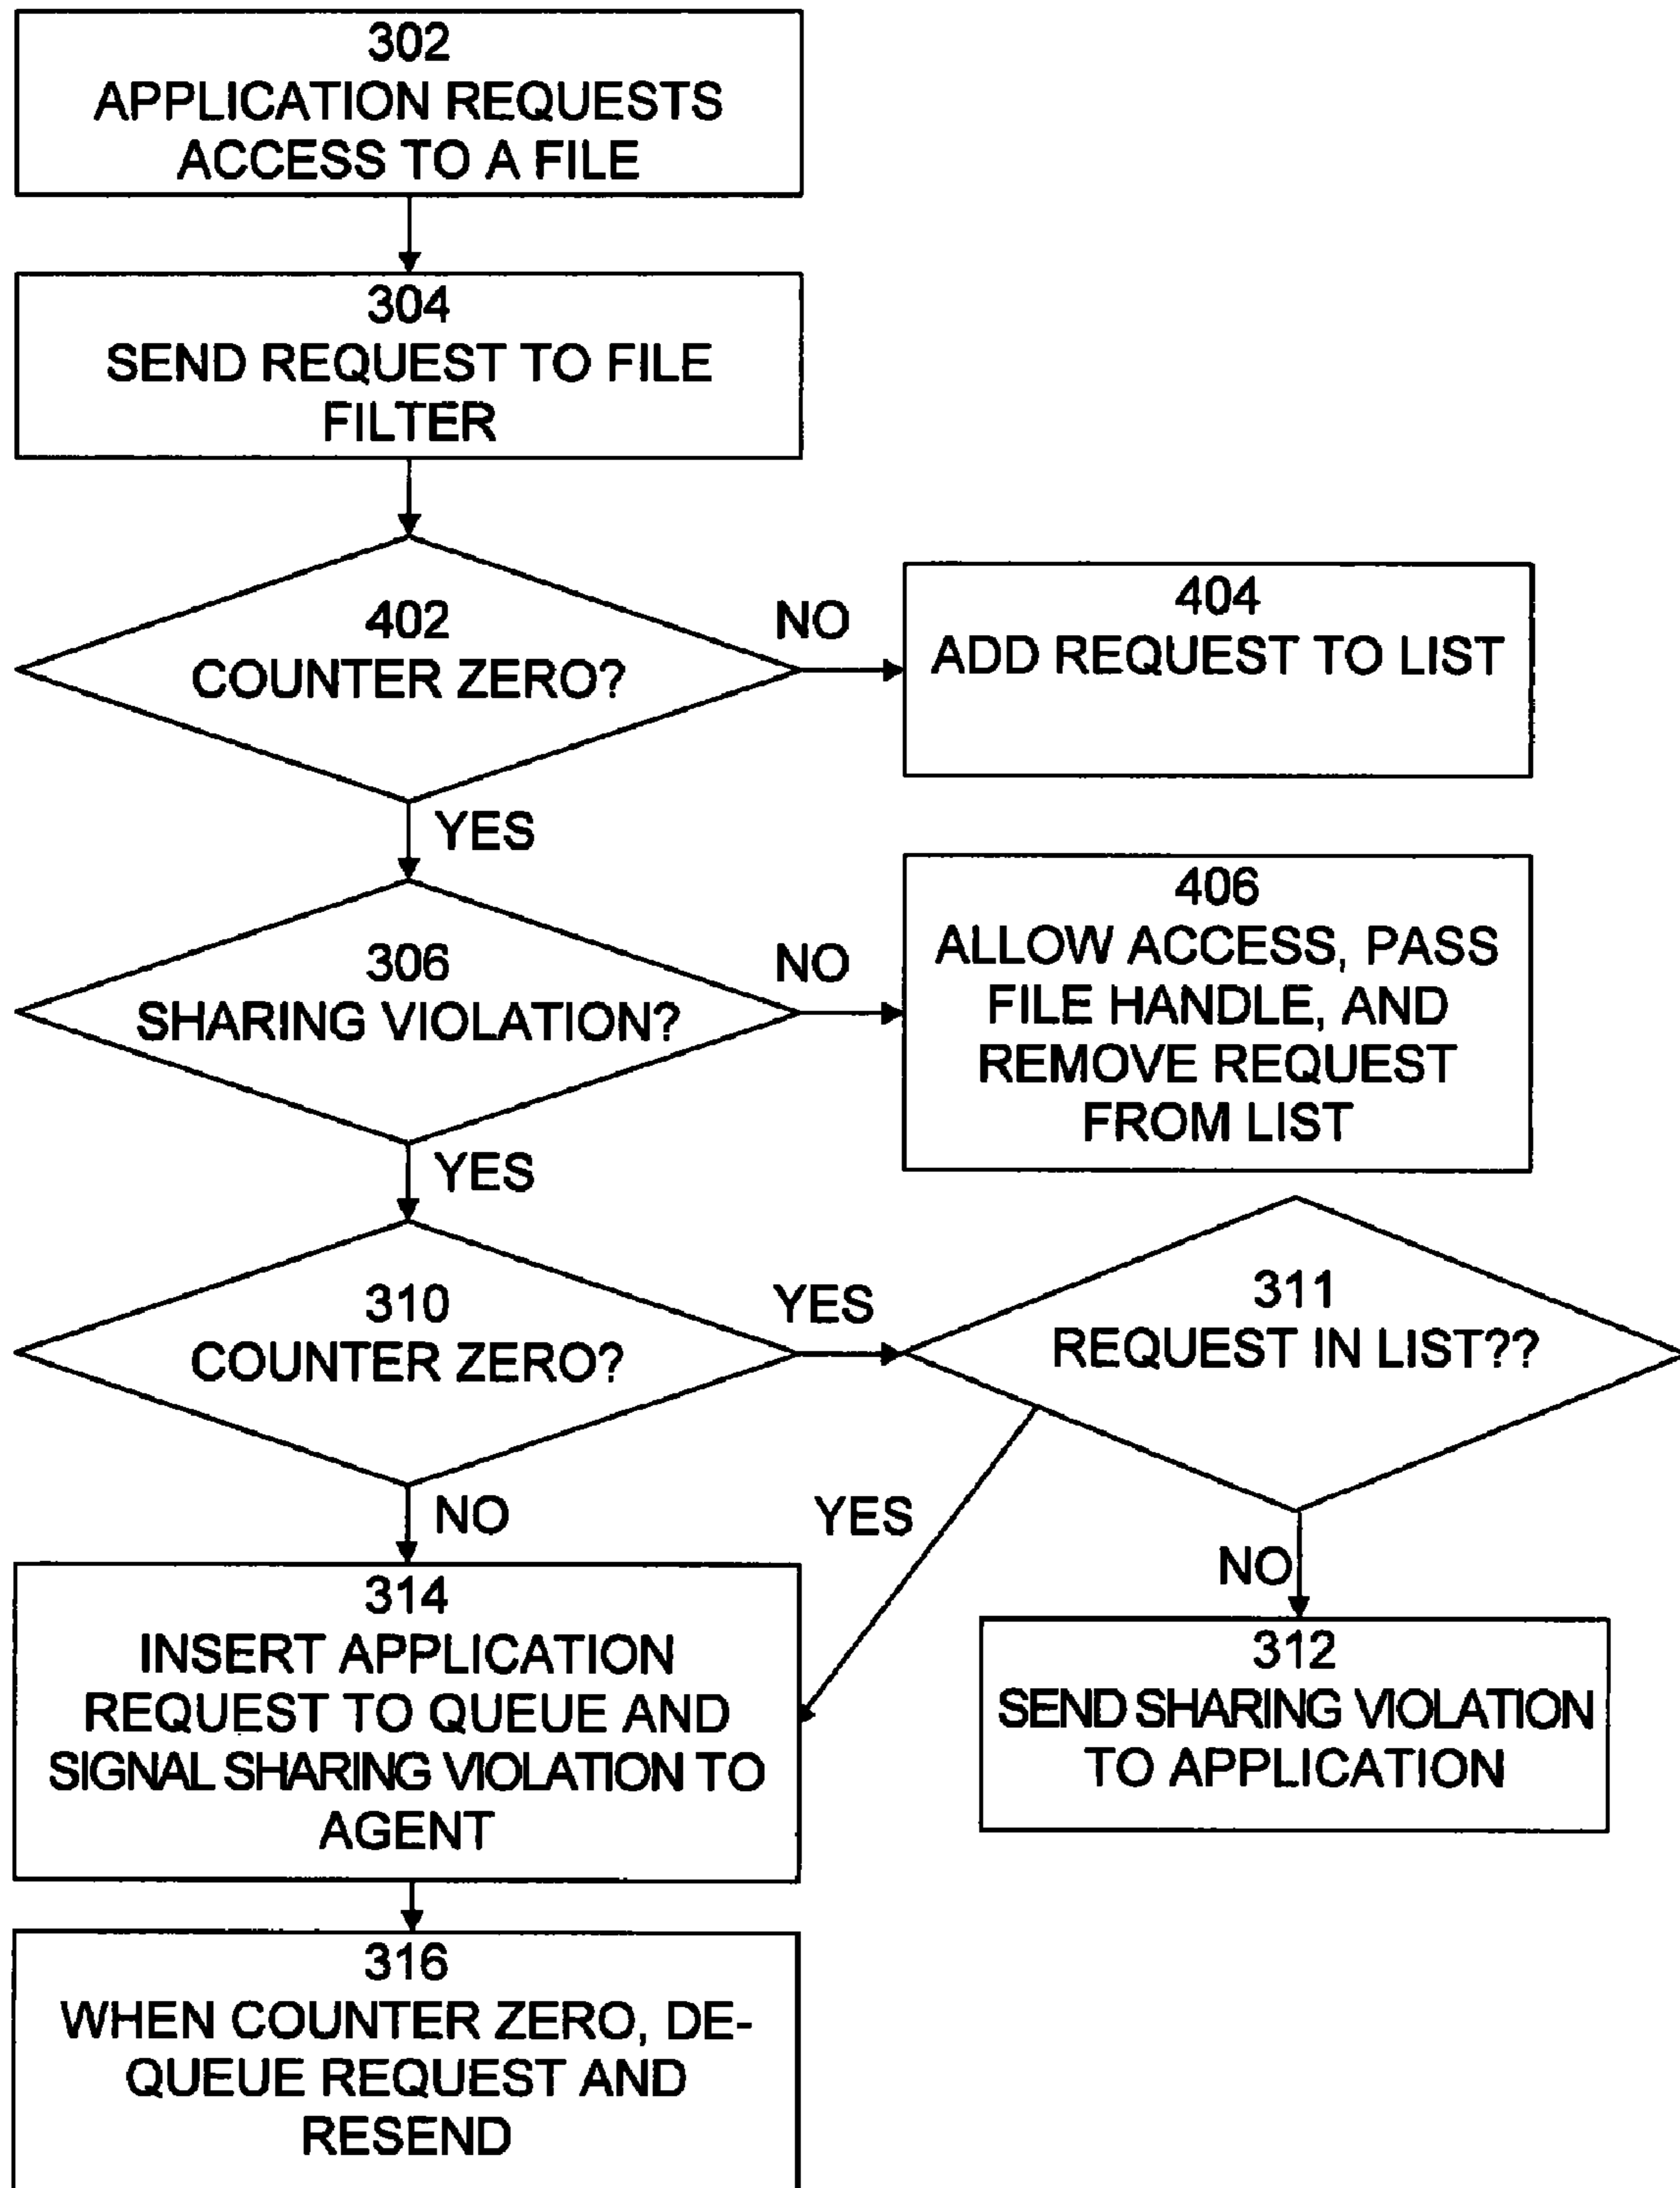 302
APPLICATION REQUESTS
ACCESS TO A FILE
304
SEND REQUEST TO FILE
FILTER
402
COUNTER ZERO?
NO
404
ADD REQUEST TO LIST
YES
306
SHARING VIOLATION?
NO
406
ALLOW ACCESS, PASS
FILE HANDLE, AND
REMOVE REQUEST
FROM LIST
YES
310
COUNTER ZERO?
YES
311
REQUEST IN LIST??
NO
YES
NO
314
INSERT APPLICATION
REQUEST TO QUEUE AND
SIGNAL SHARING VIOLATION TO
AGENT
312
SEND SHARING VIOLATION
TO APPLICATION
316
WHEN COUNTER ZERO, DE-
QUEUE REQUEST AND
RESEND